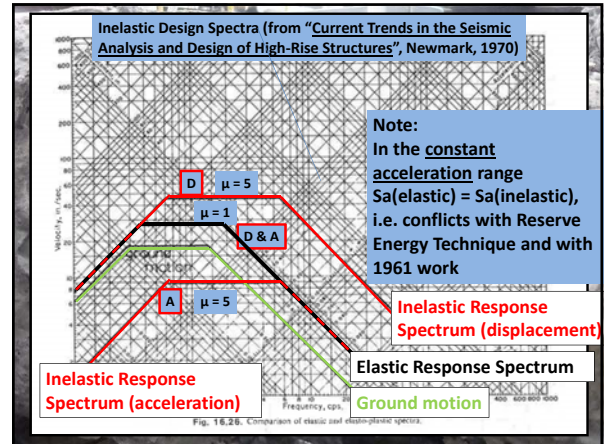 Inelastic Design Spectra (from “Current Trends in the Seismic
Analysis and Design of High-Rise Structures”, Newmark, 1970)
Note:
In the constant
acceleration range
Sa(elastic) = Sa(inelastic),
i.e. conflicts with Reserve
Energy Technique and with
1961 work
D
μ = 5
μ = 1
D & A
ground
motion
A
μ = 5
Velocity, in/sec.
Inelastic Response
Spectrum (displacement)
Elastic Response Spectrum
Inelastic Response
Spectrum (acceleration)
Ground motion
Frequency, cps.
Fig. 16.26. Comparison of elastic and elasto-plastic spectra.